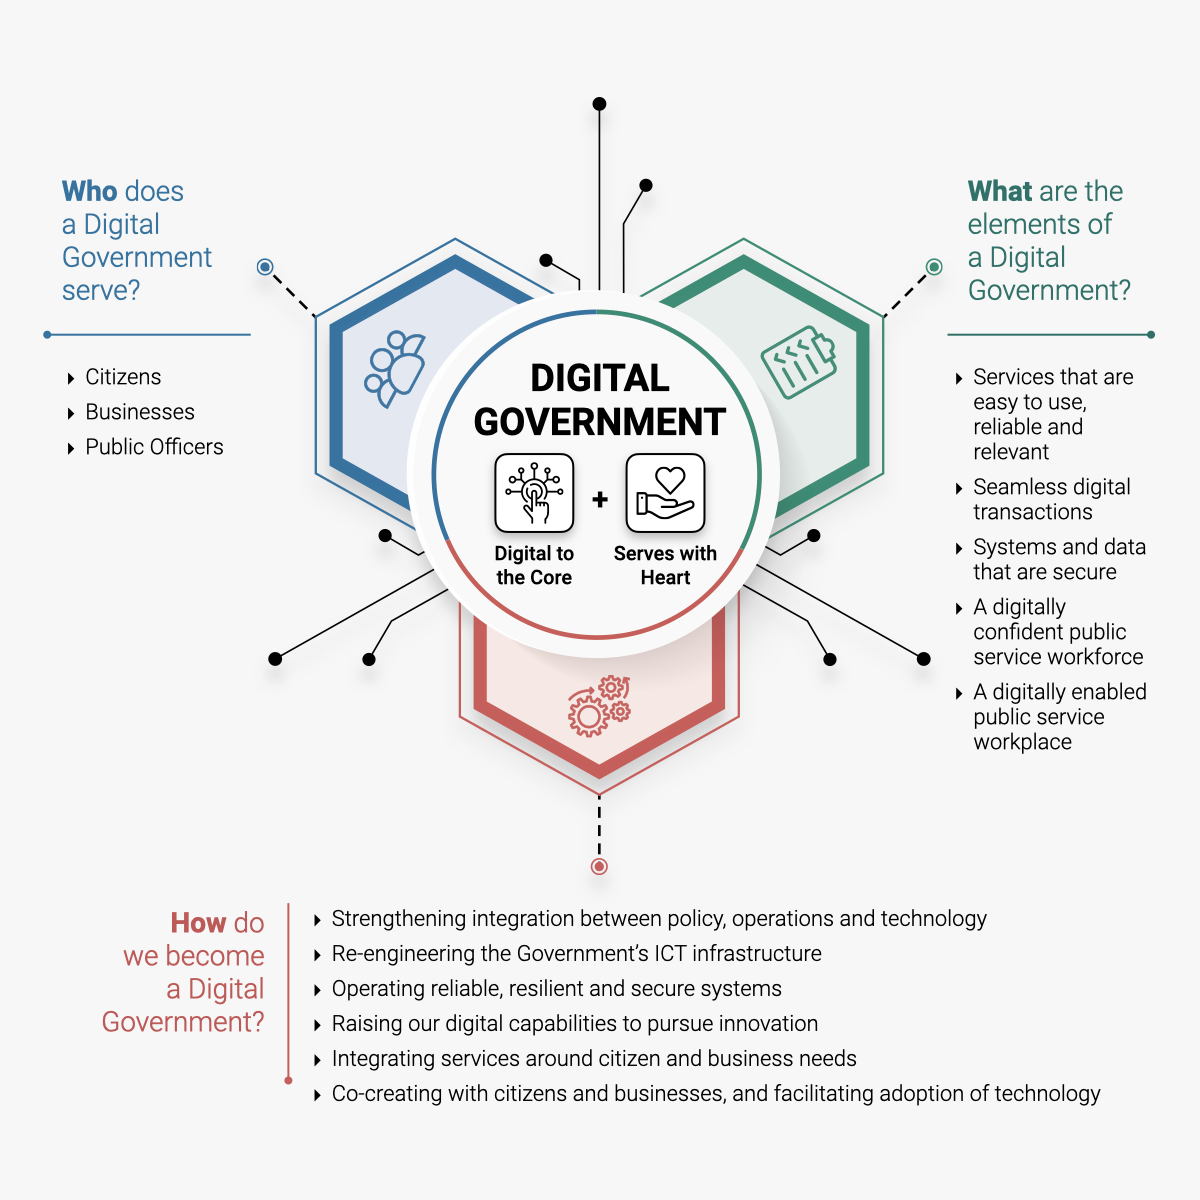 Who does
a Digital
Government
serve?
Citizens
Businesses
Public Officers
DIGITAL
GOVERNMENT
+
Digital to
the Core
Serves with
Heart
What are the
elements of
a Digital
Government?
Services that are
easy to use,
reliable and
relevant
Seamless digital
transactions
Systems and data
that are secure
A digitally
confident public
service workforce
A digitally enabled
public service
workplace
How do
we become
a Digital
Government?
Strengthening integration between policy, operations and technology
Re-engineering the Government’s ICT infrastructure
Operating reliable, resilient and secure systems
Raising our digital capabilities to pursue innovation
Integrating services around citizen and business needs
Co-creating with citizens and businesses, and facilitating adoption of technology